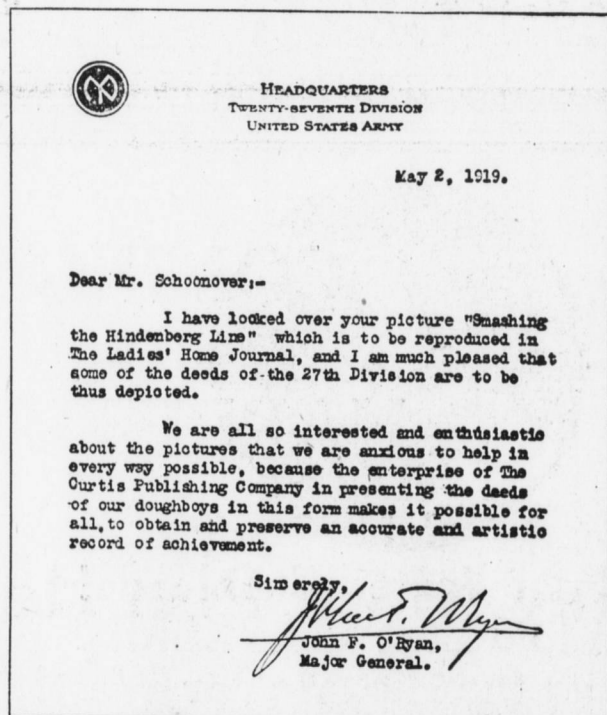 HEADQUARTERS
TWENTY-SEVENTH DIVISION
UNITED STATES ARMY
May 2, 1919.
Dear Mr. Schoonover:-
I have looked over your picture "Smashing
the Hindenberg Line" which is to be reproduced in
The Ladies' Home Journal, and I am much pleased that
some of the deeds of the 27th Division are to be
thus depicted.
We are all so interested and enthusiastic
about the pictures that we are anxious to help in
every way possible, because the enterprise of The
Curtis Publishing Company in presenting the deeds
of our doughboys in this form makes it possible for
all, to obtain and preserve an accurate and artistic
record of achievement.
Sincerely,
John F. O'Ryan
John F. O'Ryan,
Major General.